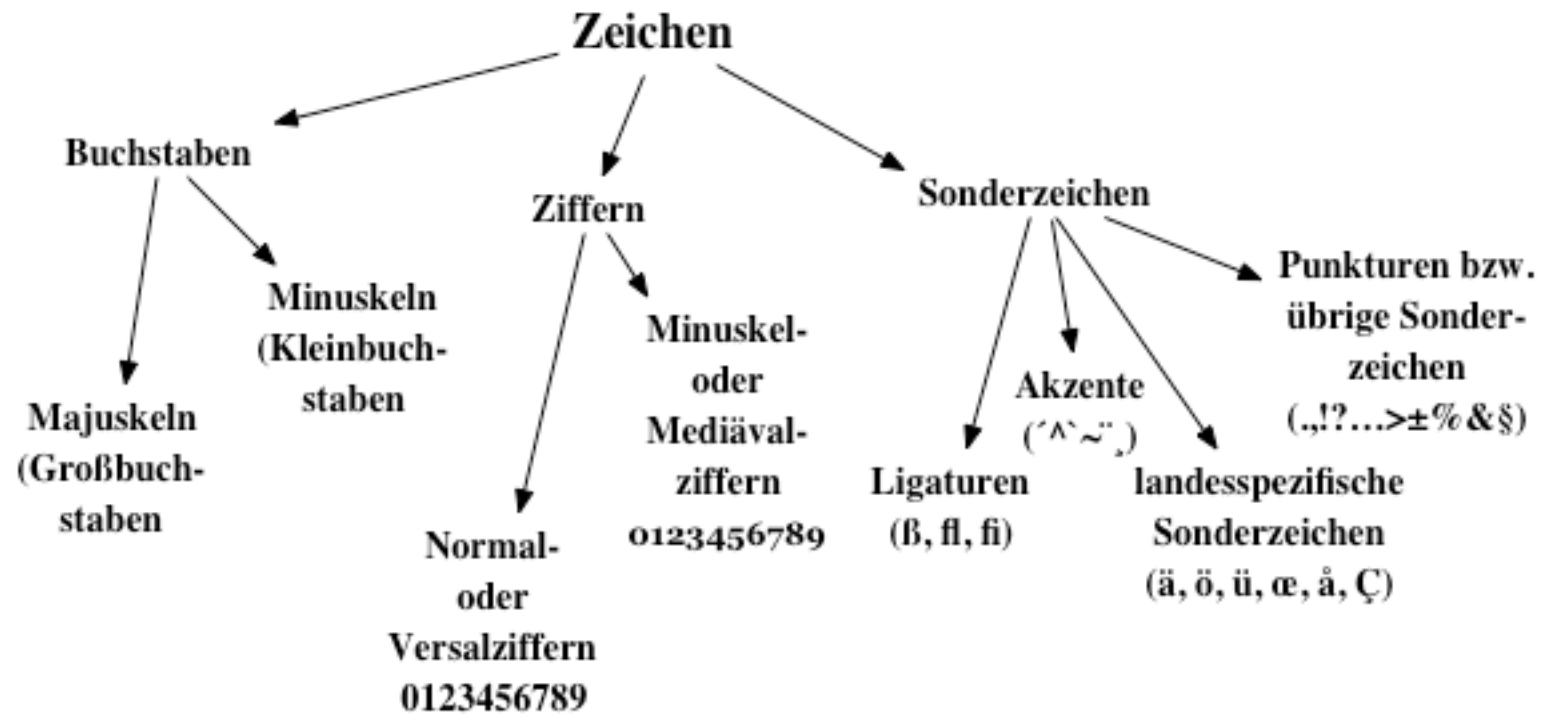 Zeichen
Buchstaben
Majuskeln
(Großbuch-
staben
Minuskeln
(Kleinbuch-
staben
Ziffern
Normal-
oder
Versalziffern
0123456789
Minuskel-
oder
Mediäval-
ziffern
0123456789
Sonderzeichen
Ligaturen
(ß, fl, fi)
Akzente
(´^`~¨¸)
landesspezifische
Sonderzeichen
(ä, ö, ü, œ, å, Ç)
Punkturen bzw.
übrige Sonder-
zeichen
(.,!?...>±%&§)